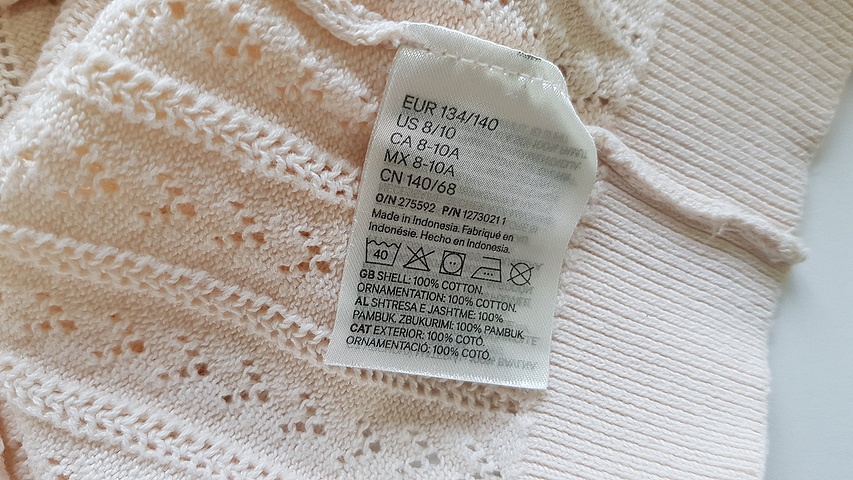 EUR 134/140
US 8/10
CA 8-10A
MX 8-10A
CN 140/68
O/N 275592 P/N 1273021 1
Made in Indonesia. Fabriqué en
Indonésie. Hecho en Indonesia.
40
GB SHELL: 100% COTTON.
ORNAMENTATION: 100% COTTON.
AL SHTRESA E JASHTME: 100%
PAMBUK. ZBUKURIMI: 100% PAMBUK.
CAT EXTERIOR: 100% COTÓ.
ORNAMENTACIÓ: 100% COTÓ.